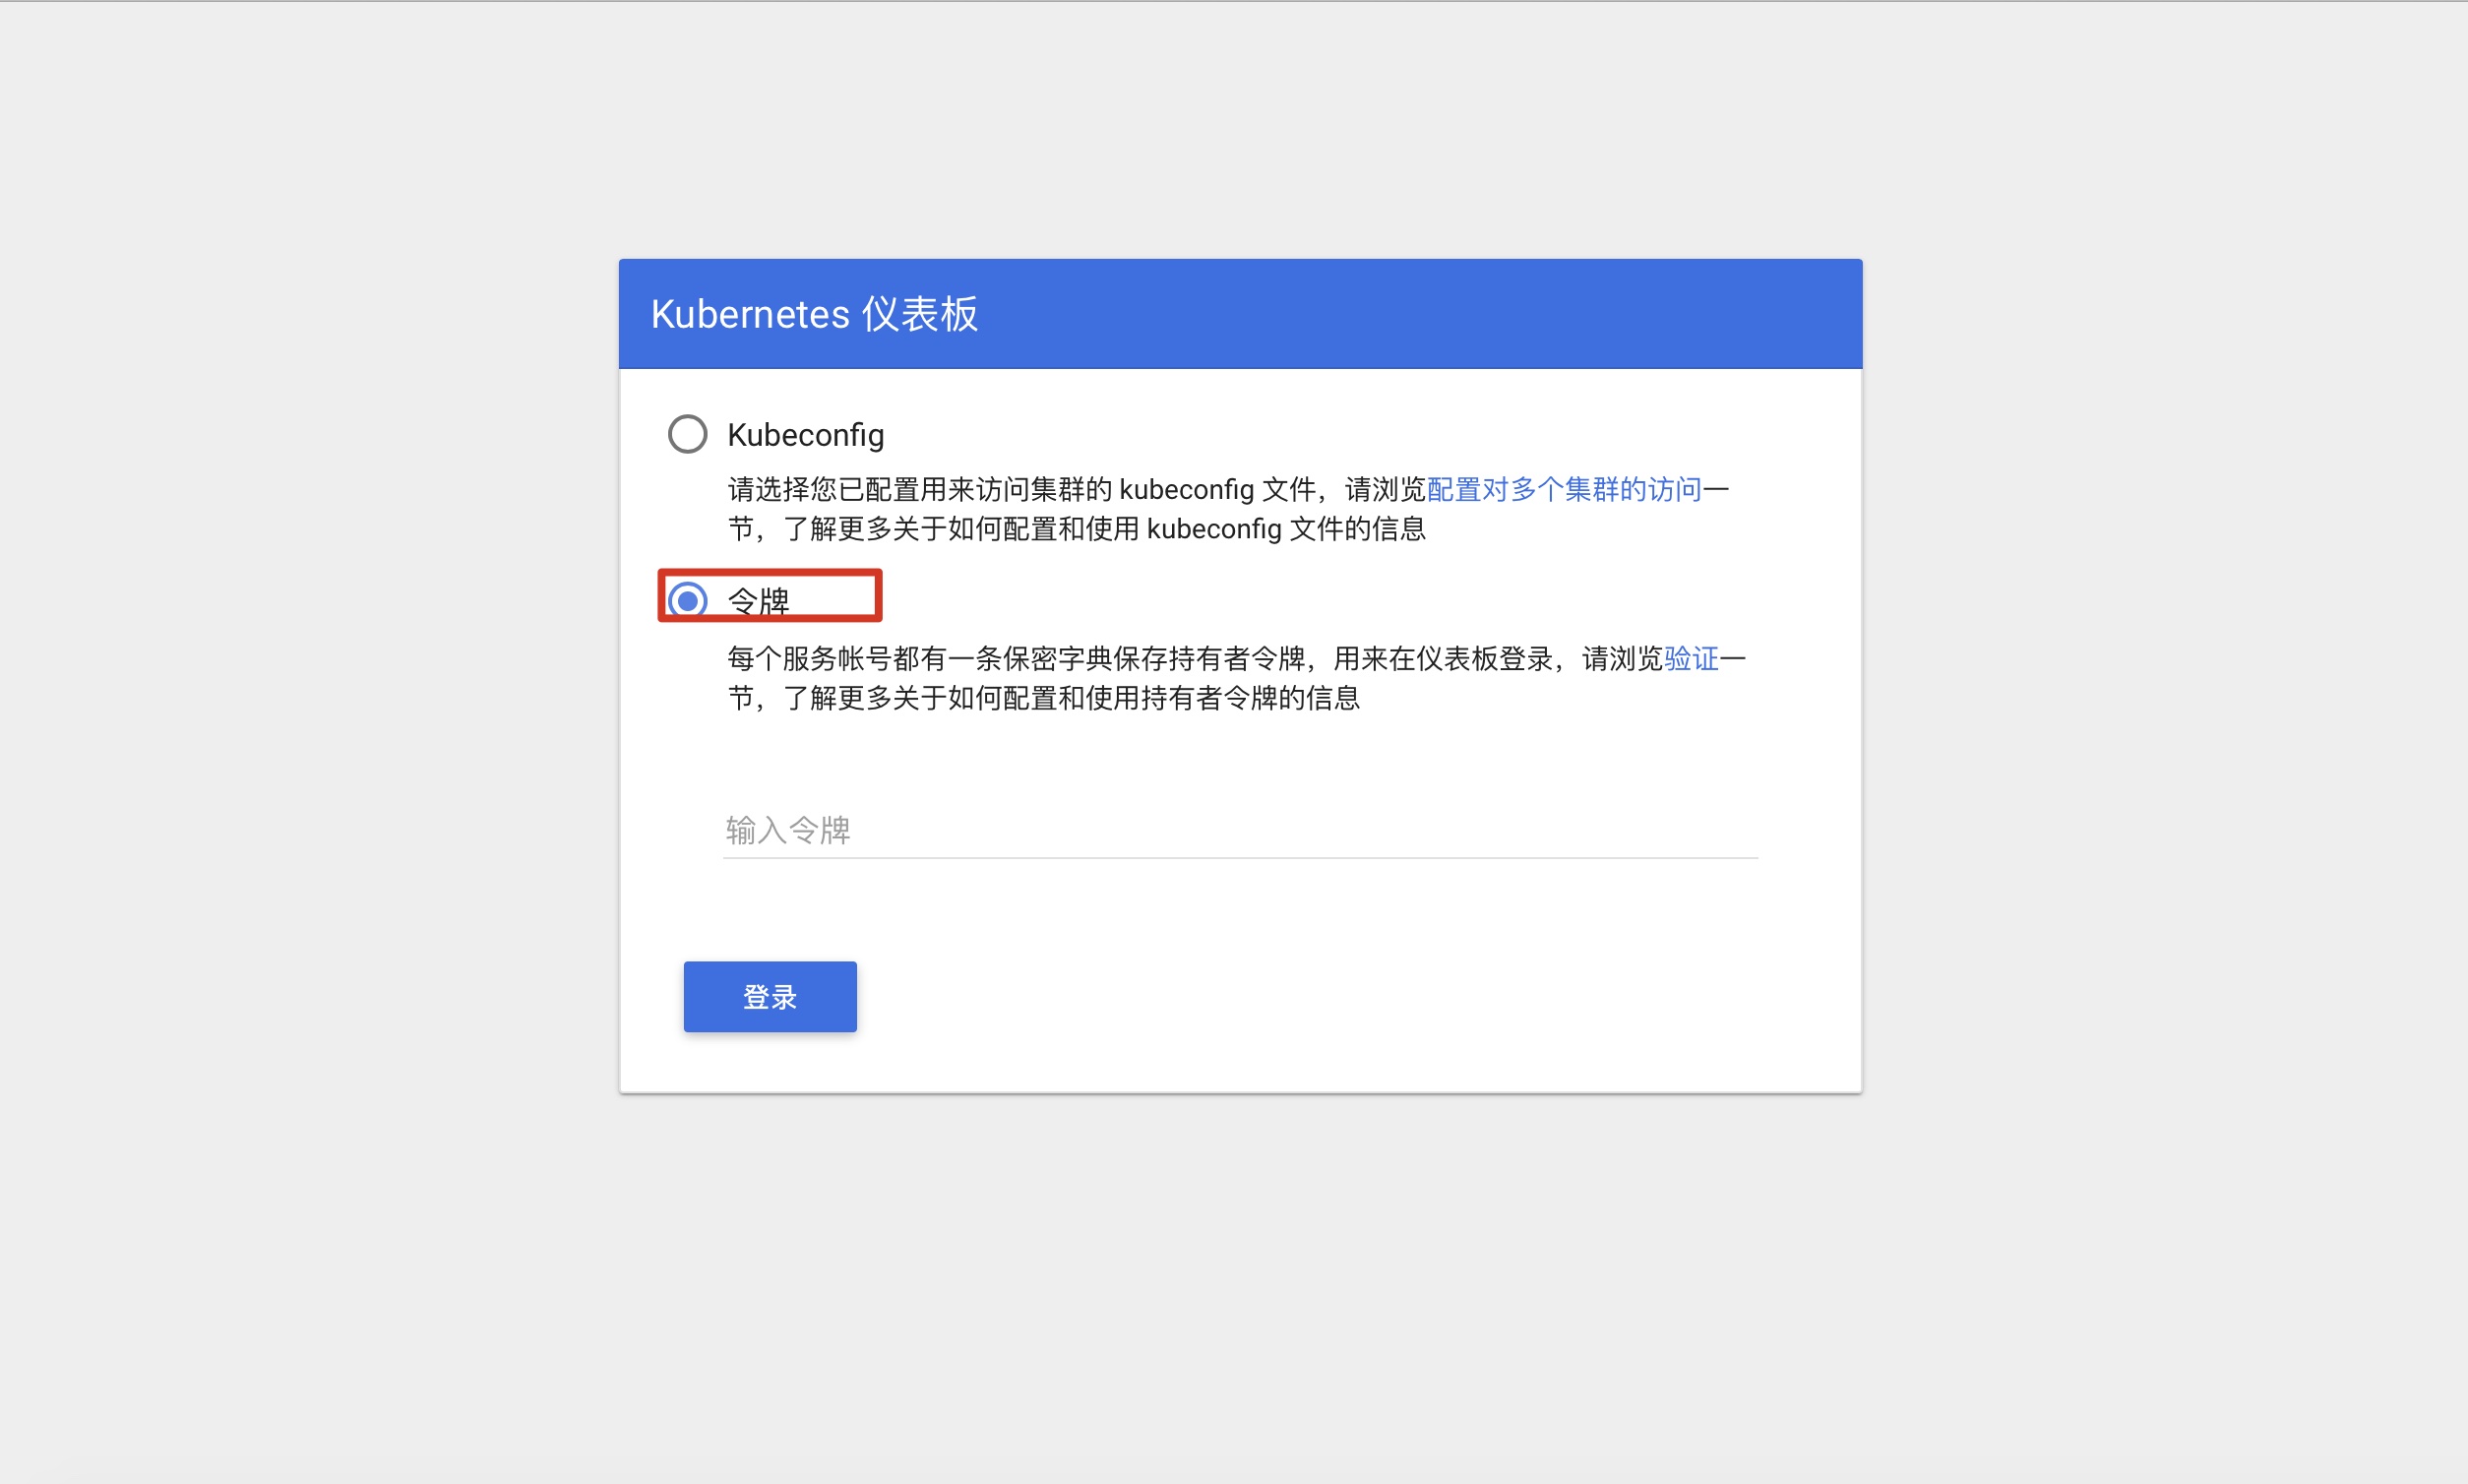 Kubernetes 仪表板
Kubeconfig
请选择您已配置用来访问集群的 kubeconfig 文件，请浏览配置对多个集群的访问一
节，了解更多关于如何配置和使用 kubeconfig 文件的信息
令牌
每个服务帐号都有一条保密字典保存持有者令牌，用来在仪表板登录，请浏览验证一
节，了解更多关于如何配置和使用持有者令牌的信息
输入令牌
登录